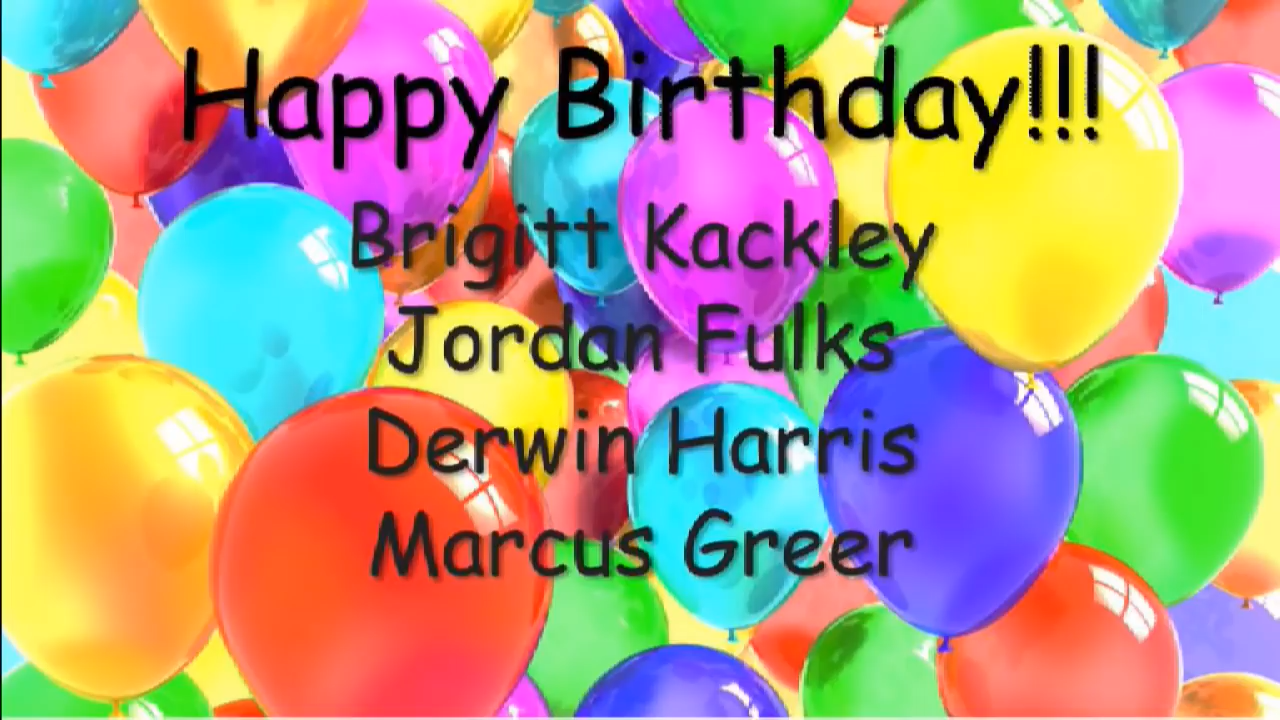 Happy Birthday!!!
Brigitt Kackley
Jordan Fulks
Derwin Harris
Marcus Greer